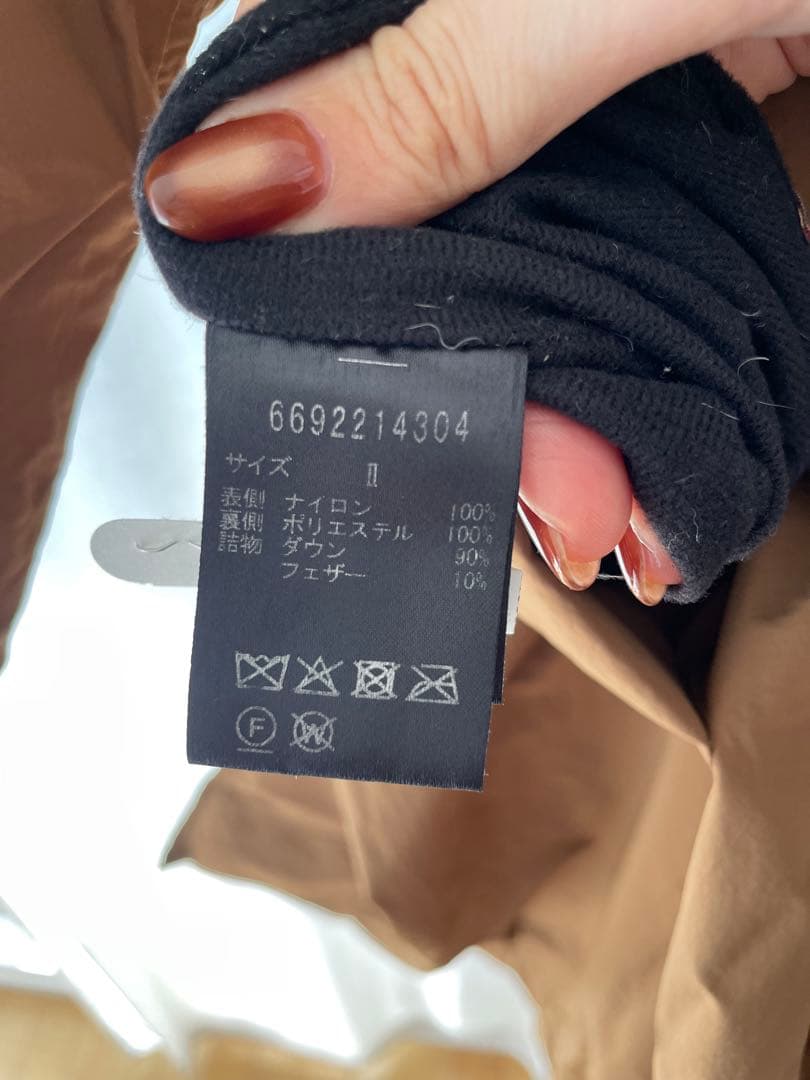 6692214304
サイズ Ⅱ
表側 ナイロン 100%
裏側 ポリエステル 100%
詰物 ダウン 90%
フェザー 10%
F W